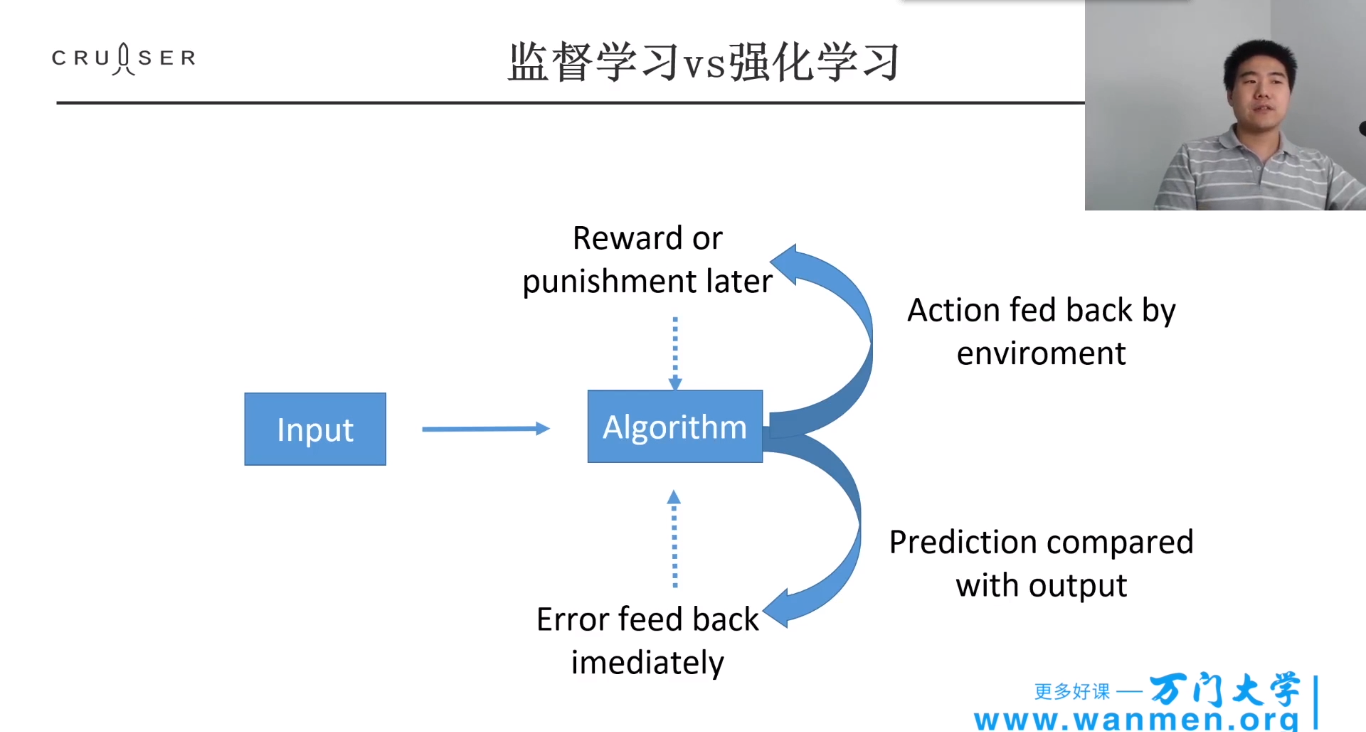 CRUISER
监督学习vs强化学习
Reward or
punishment later
Action fed back by
enviroment
Input
Algorithm
Prediction compared
with output
Error feed back
imediately
更多好课 — 万门大学
www.wanmen.org